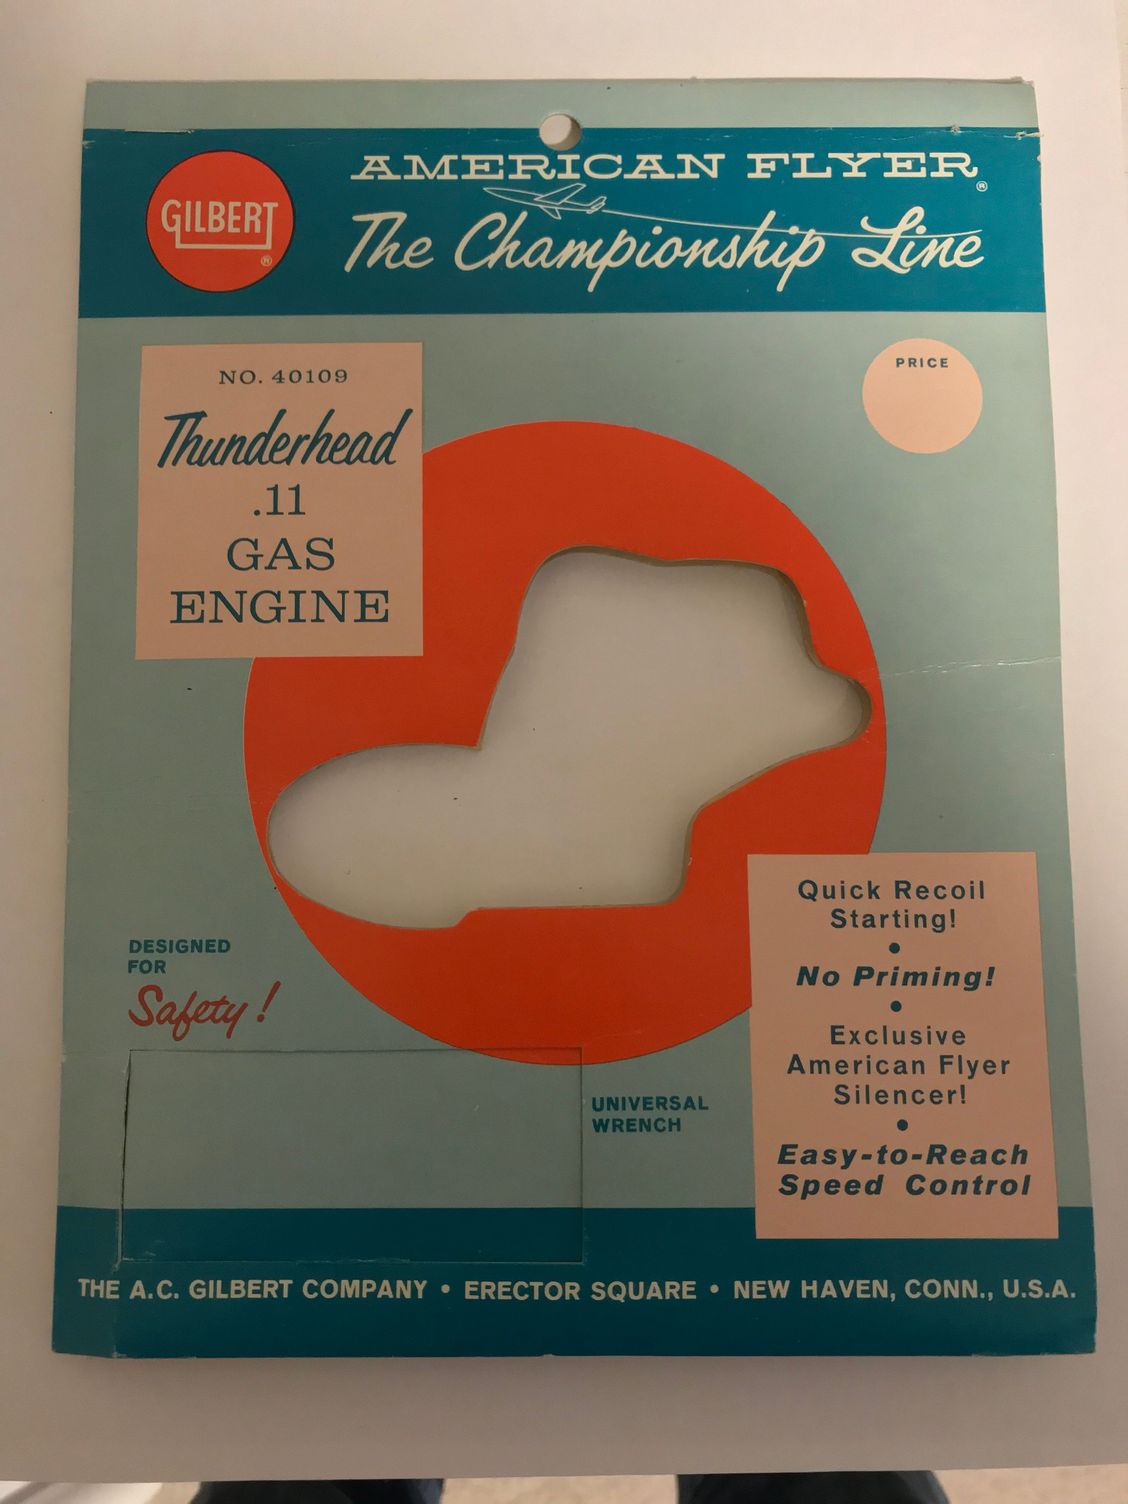 GILBERT
®
AMERICAN FLYER®
The Championship Line
NO. 40109
Thunderhead
.11
GAS
ENGINE
PRICE
DESIGNED
FOR
Safety!
UNIVERSAL
WRENCH
Quick Recoil
Starting!
•
No Priming!
•
Exclusive
American Flyer
Silencer!
•
Easy-to-Reach
Speed Control
THE A.C. GILBERT COMPANY • ERECTOR SQUARE • NEW HAVEN, CONN., U.S.A.